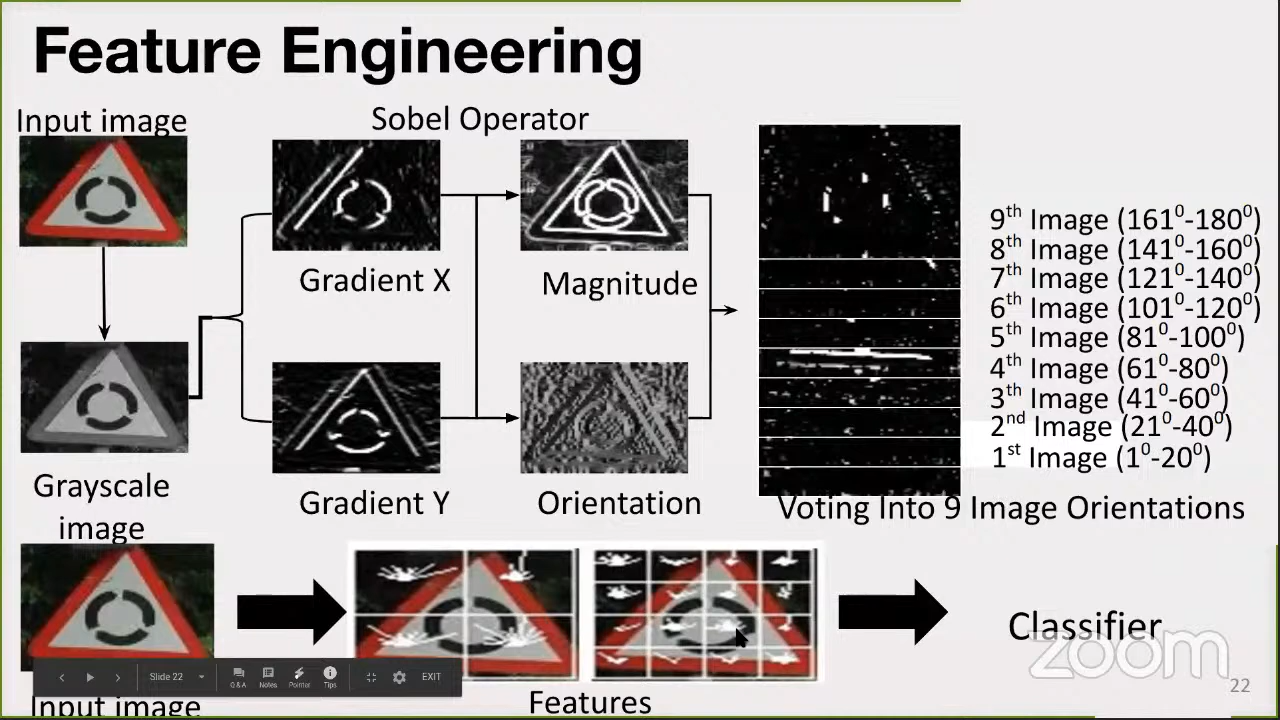 Feature Engineering
Input image
Sobel Operator
Gradient X
Magnitude
9th Image (161⁰-180⁰)
8th Image (141⁰-160⁰)
7th Image (121⁰-140⁰)
6th Image (101⁰-120⁰)
5th Image (81⁰-100⁰)
4th Image (61⁰-80⁰)
3th Image (41⁰-60⁰)
2nd Image (21⁰-40⁰)
1st Image (1⁰-20⁰)
Grayscale
image
Gradient Y
Orientation
Voting Into 9 Image Orientations
Classifier
zoom
Slide 22
Q & A
Notes
Pointer
Tips
EXIT
22
Input image
Features